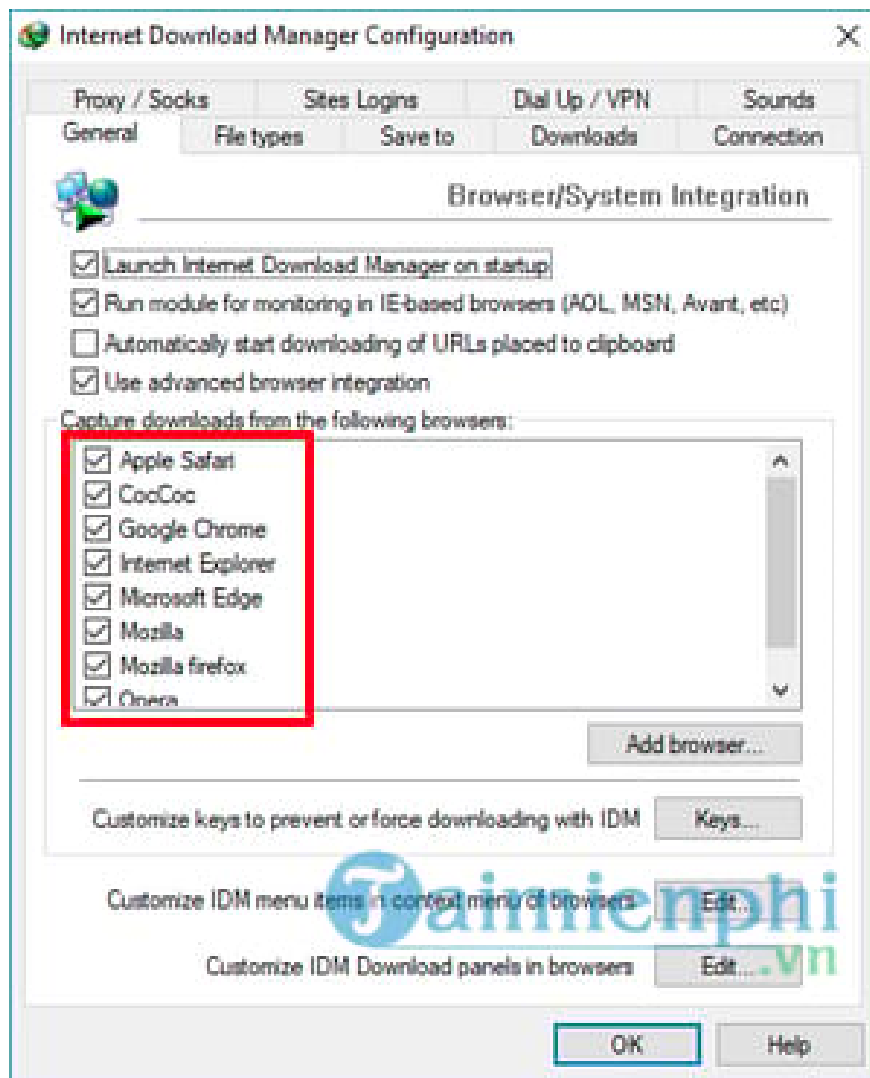 Internet Download Manager Configuration
Proxy / Socks Sites Logins Dial Up / VPN Sounds
General File types Save to Downloads Connection
Browser/System Integration
Launch Internet Download Manager on startup
Run module for monitoring in IE-based browsers (AOL, MSN, Avant, etc)
Automatically start downloading of URLs placed to clipboard
Use advanced browser integration
Capture downloads from the following browsers:
Apple Safari
CocCoc
Google Chrome
Internet Explorer
Microsoft Edge
Mozilla
Mozilla firefox
Opera
Add browser...
Customize keys to prevent or force downloading with IDM Keys...
Customize IDM menu items in context menu of browsers Edit...
Taimienphi
.vn
Customize IDM Download panels in browsers Edit...
OK Help